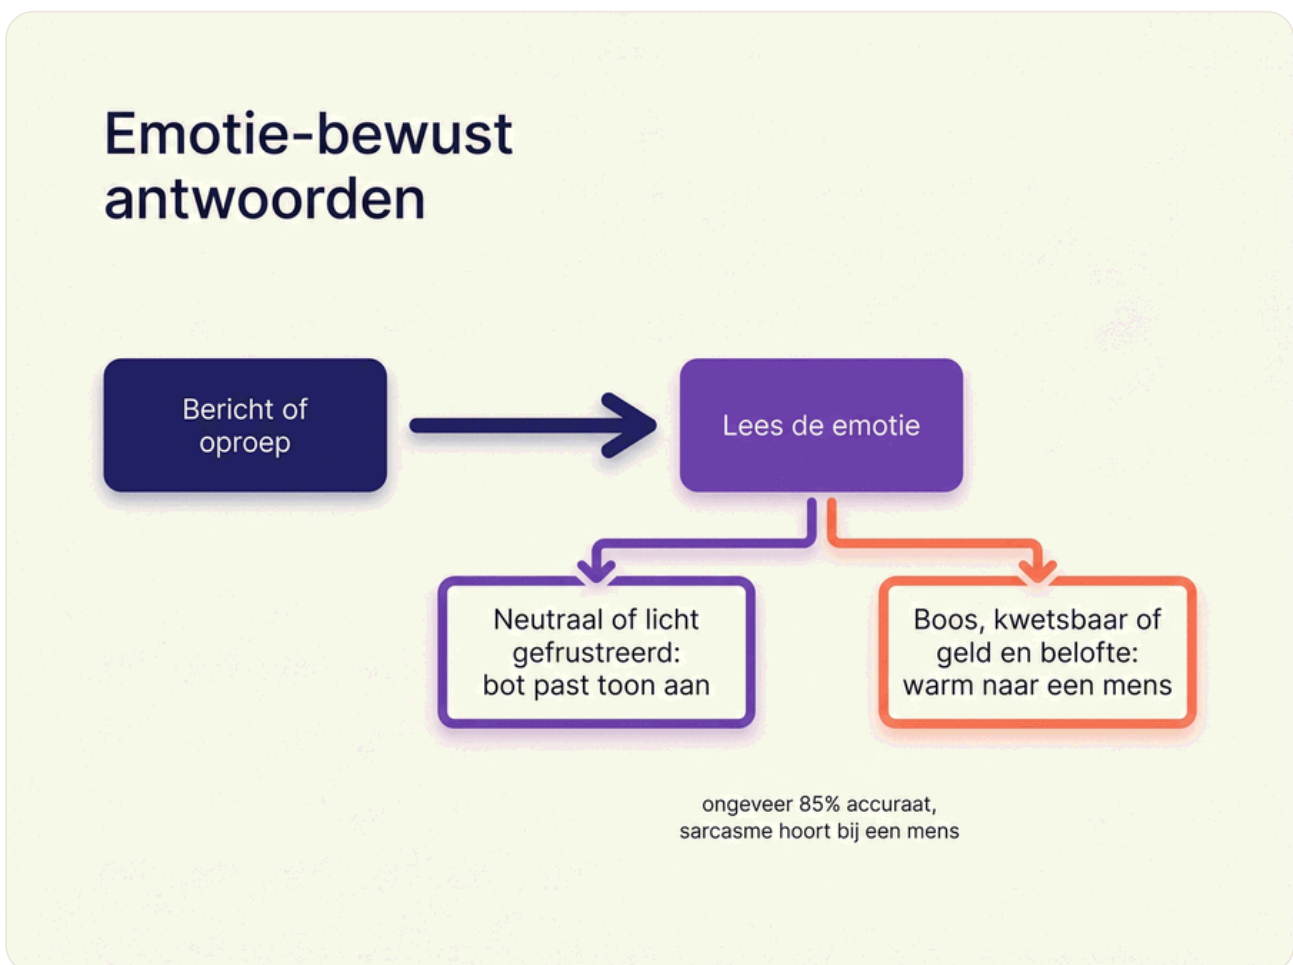 Emotie-bewust
antwoorden
Bericht of
oproep
Lees de emotie
Neutraal of licht
gefrustreerd:
bot past toon aan
Boos, kwetsbaar of
geld en belofte:
warm naar een mens
ongeveer 85% accuraat,
sarcasme hoort bij een mens